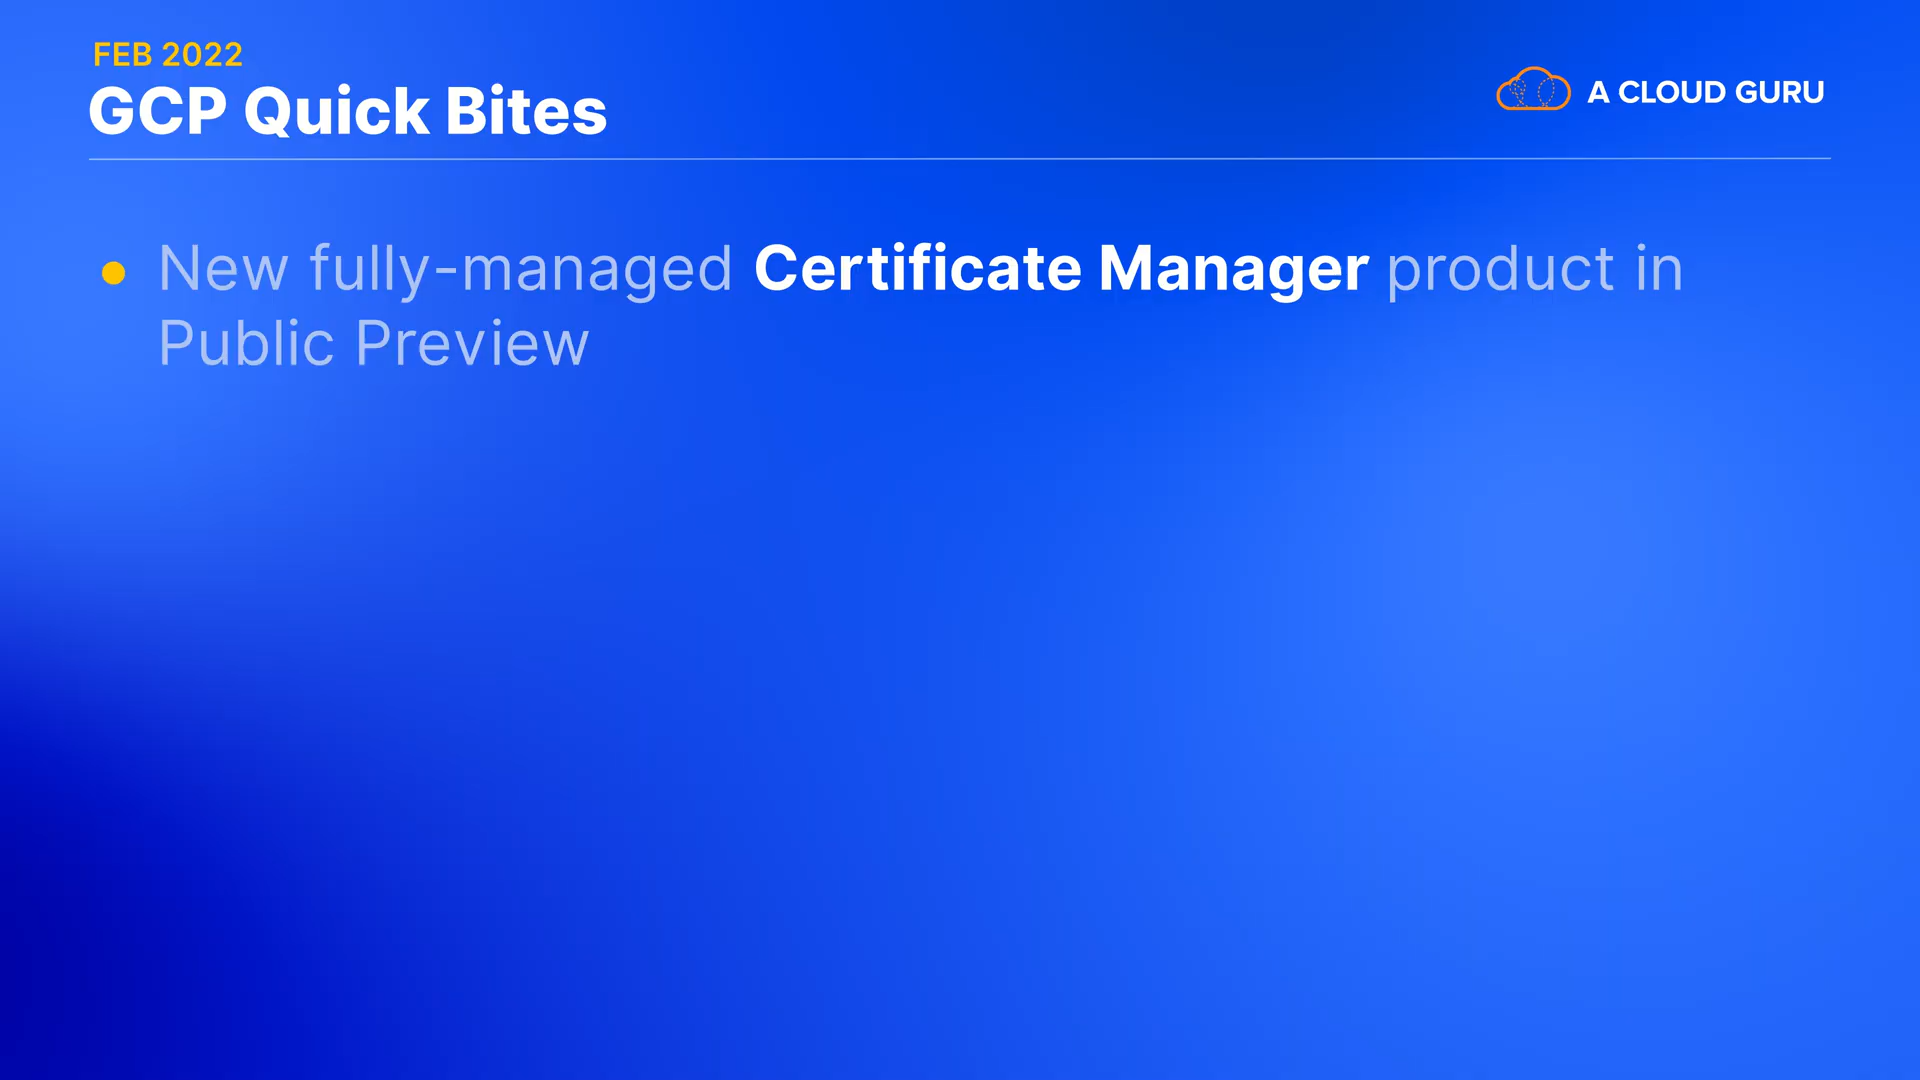 FEB 2022
GCP Quick Bites
A CLOUD GURU
New fully-managed Certificate Manager product in
Public Preview